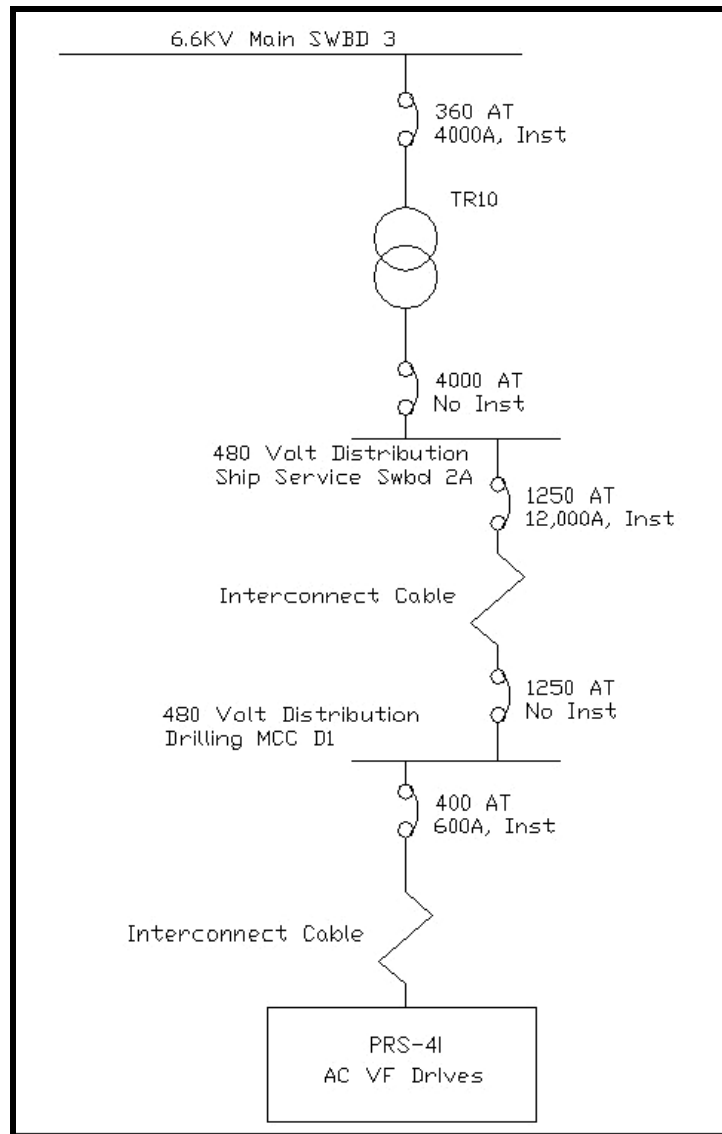 6.6KV Main SWBD 3
360 AT
4000A, Inst
TR10
4000 AT
No Inst
480 Volt Distribution
Ship Service Swbd 2A
1250 AT
12,000A, Inst
Interconnect Cable
1250 AT
No Inst
480 Volt Distribution
Drilling MCC D1
400 AT
600A, Inst
Interconnect Cable
PRS-4I
AC VF Drives